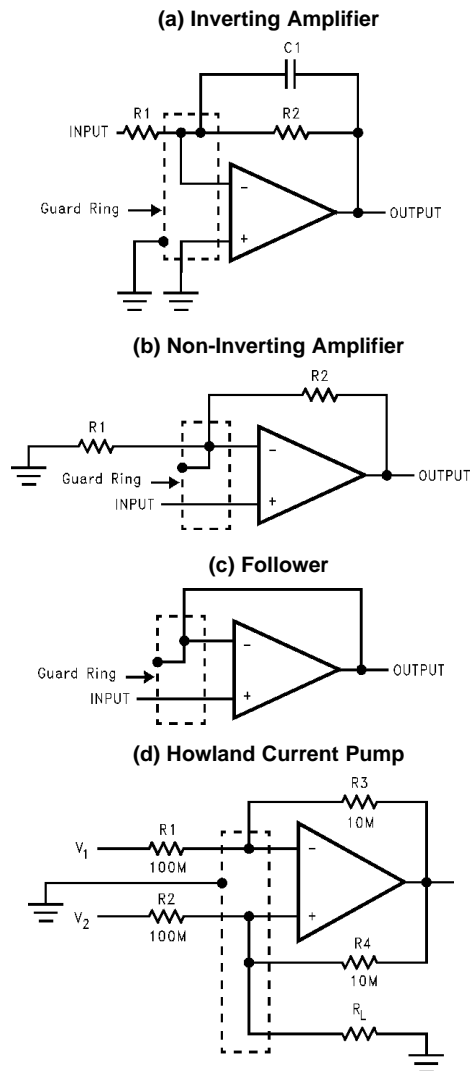 (a) Inverting Amplifier
C1
R1
R2
INPUT
−
Guard Ring
+
OUTPUT
(b) Non-Inverting Amplifier
R2
R1
−
Guard Ring
OUTPUT
INPUT
+
(c) Follower
−
Guard Ring
OUTPUT
INPUT
+
(d) Howland Current Pump
R3
10M
R1
V1
100M
−
R2
V2
100M
+
R4
10M
RL